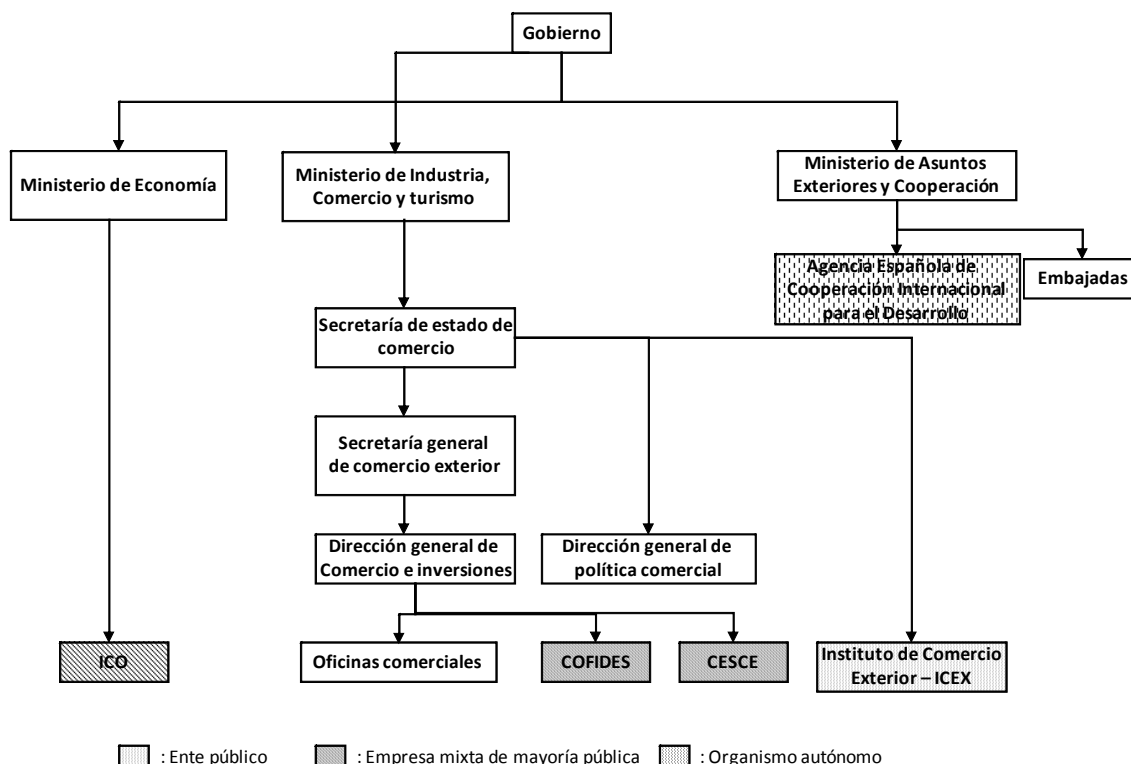 Gobierno
Ministerio de Economía
Ministerio de Industria,
Comercio y turismo
Ministerio de Asuntos
Exteriores y Cooperación
Agencia Española de
Cooperación Internacional
para el Desarrollo
Embajadas
Secretaría de estado de
comercio
Secretaría general
de comercio exterior
Dirección general de
Comercio e inversiones
Dirección general de
política comercial
ICO
Oficinas comerciales
COFIDES
CESCE
Instituto de Comercio
Exterior – ICEX
: Ente público
: Empresa mixta de mayoría pública
: Organismo autónomo